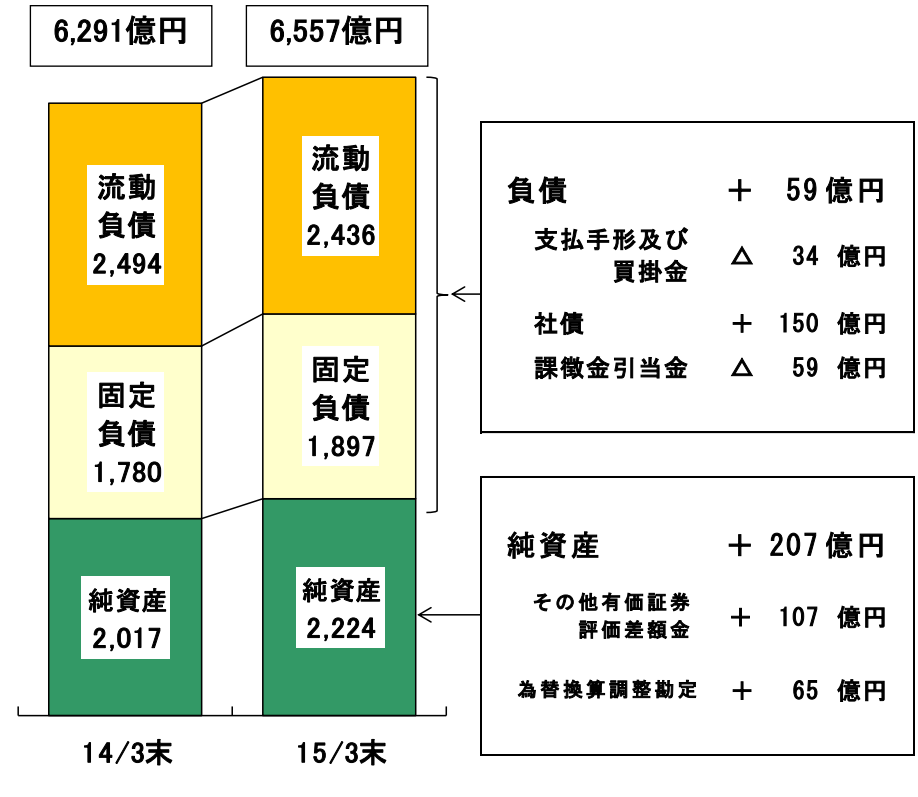 6,291億円
6,557億円
流動
負債
2,494
固定
負債
1,780
純資産
2,017
流動
負債
2,436
固定
負債
1,897
純資産
2,224
14/3末
15/3末
負債 ＋ 59億円
支払手形及び
買掛金 △ 34 億円
社債 ＋ 150 億円
課徴金引当金 △ 59 億円
純資産 ＋ 207億円
その他有価証券
評価差額金 ＋ 107 億円
為替換算調整勘定 ＋ 65 億円